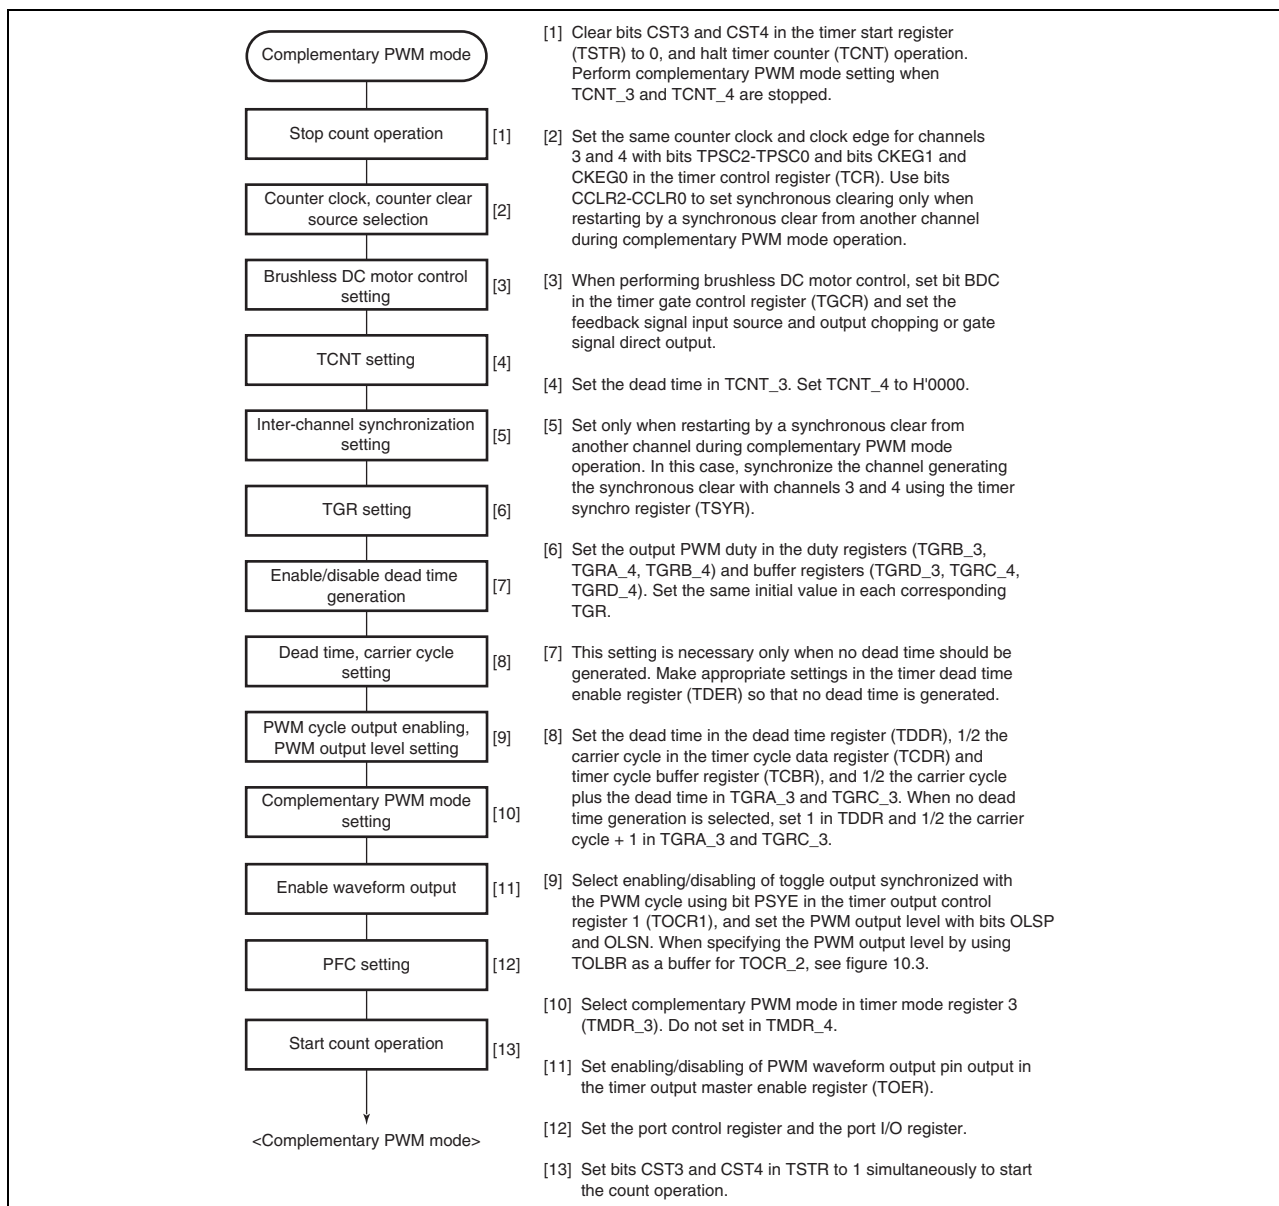 Complementary PWM mode
Stop count operation
[1]
Counter clock, counter clear
source selection
[2]
Brushless DC motor control
setting
[3]
TCNT setting
[4]
Inter-channel synchronization
setting
[5]
TGR setting
[6]
Enable/disable dead time
generation
[7]
Dead time, carrier cycle
setting
[8]
PWM cycle output enabling,
PWM output level setting
[9]
Complementary PWM mode
setting
[10]
Enable waveform output
[11]
PFC setting
[12]
Start count operation
[13]
<Complementary PWM mode>
[1] Clear bits CST3 and CST4 in the timer start register
(TSTR) to 0, and halt timer counter (TCNT) operation.
Perform complementary PWM mode setting when
TCNT_3 and TCNT_4 are stopped.
[2] Set the same counter clock and clock edge for channels
3 and 4 with bits TPSC2-TPSC0 and bits CKEG1 and
CKEG0 in the timer control register (TCR). Use bits
CCLR2-CCLR0 to set synchronous clearing only when
restarting by a synchronous clear from another channel
during complementary PWM mode operation.
[3] When performing brushless DC motor control, set bit BDC
in the timer gate control register (TGCR) and set the
feedback signal input source and output chopping or gate
signal direct output.
[4] Set the dead time in TCNT_3. Set TCNT_4 to H'0000.
[5] Set only when restarting by a synchronous clear from
another channel during complementary PWM mode
operation. In this case, synchronize the channel generating
the synchronous clear with channels 3 and 4 using the timer
synchro register (TSYR).
[6] Set the output PWM duty in the duty registers (TGRB_3,
TGRA_4, TGRB_4) and buffer registers (TGRD_3, TGRC_4,
TGRD_4). Set the same initial value in each corresponding
TGR.
[7] This setting is necessary only when no dead time should be
generated. Make appropriate settings in the timer dead time
enable register (TDER) so that no dead time is generated.
[8] Set the dead time in the dead time register (TDDR), 1/2 the
carrier cycle in the timer cycle data register (TCDR) and
timer cycle buffer register (TCBR), and 1/2 the carrier cycle
plus the dead time in TGRA_3 and TGRC_3. When no dead
time generation is selected, set 1 in TDDR and 1/2 the carrier
cycle + 1 in TGRA_3 and TGRC_3.
[9] Select enabling/disabling of toggle output synchronized with
the PWM cycle using bit PSYE in the timer output control
register 1 (TOCR1), and set the PWM output level with bits OLSP
and OLSN. When specifying the PWM output level by using
TOLBR as a buffer for TOCR_2, see figure 10.3.
[10] Select complementary PWM mode in timer mode register 3
(TMDR_3). Do not set in TMDR_4.
[11] Set enabling/disabling of PWM waveform output pin output in
the timer output master enable register (TOER).
[12] Set the port control register and the port I/O register.
[13] Set bits CST3 and CST4 in TSTR to 1 simultaneously to start
the count operation.